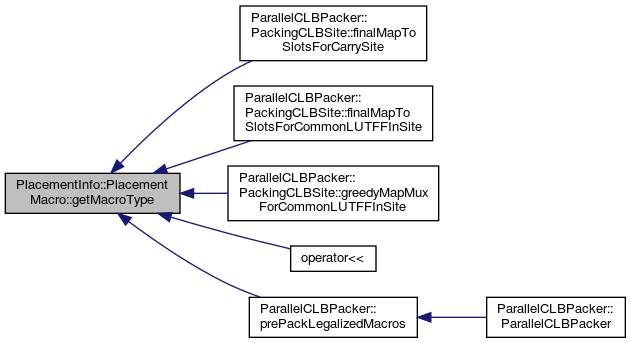 ParallelCLBPacker::
PackingCLBSite::finalMapTo
SlotsForCarrySite
ParallelCLBPacker::
PackingCLBSite::finalMapTo
SlotsForCommonLUTFFInSite
PlacementInfo::Placement
Macro::getMacroType
ParallelCLBPacker::
PackingCLBSite::greedyMapMux
ForCommonLUTFFInSite
operator<<
ParallelCLBPacker::
prePackLegalizedMacros
ParallelCLBPacker::
ParallelCLBPacker